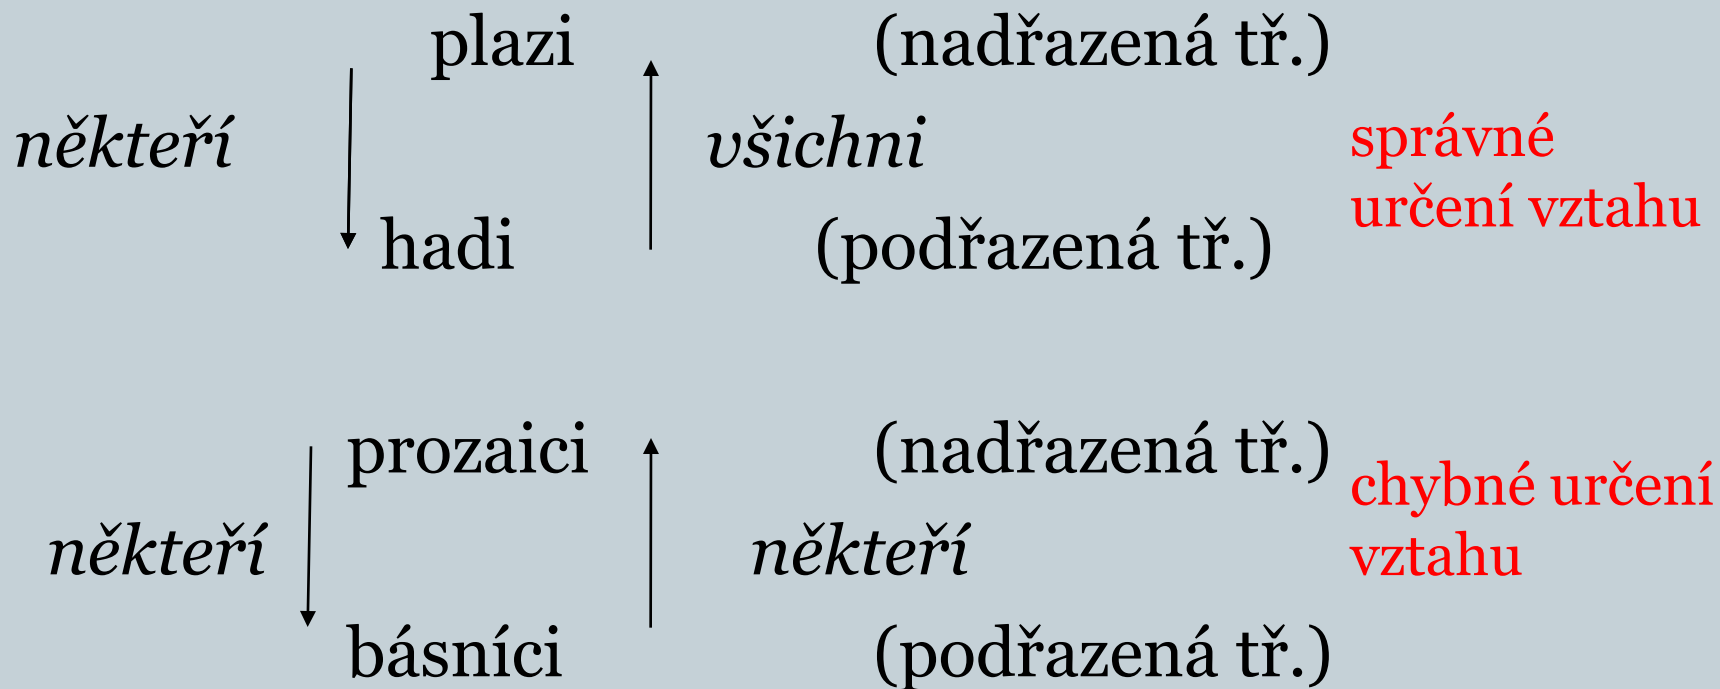 plazi (nadřazená tř.)
někteří všichni správné
určení vztahu
hadi (podřazená tř.)
prozaici (nadřazená tř.)
chybné určení
někteří někteří vztahu
básníci (podřazená tř.)